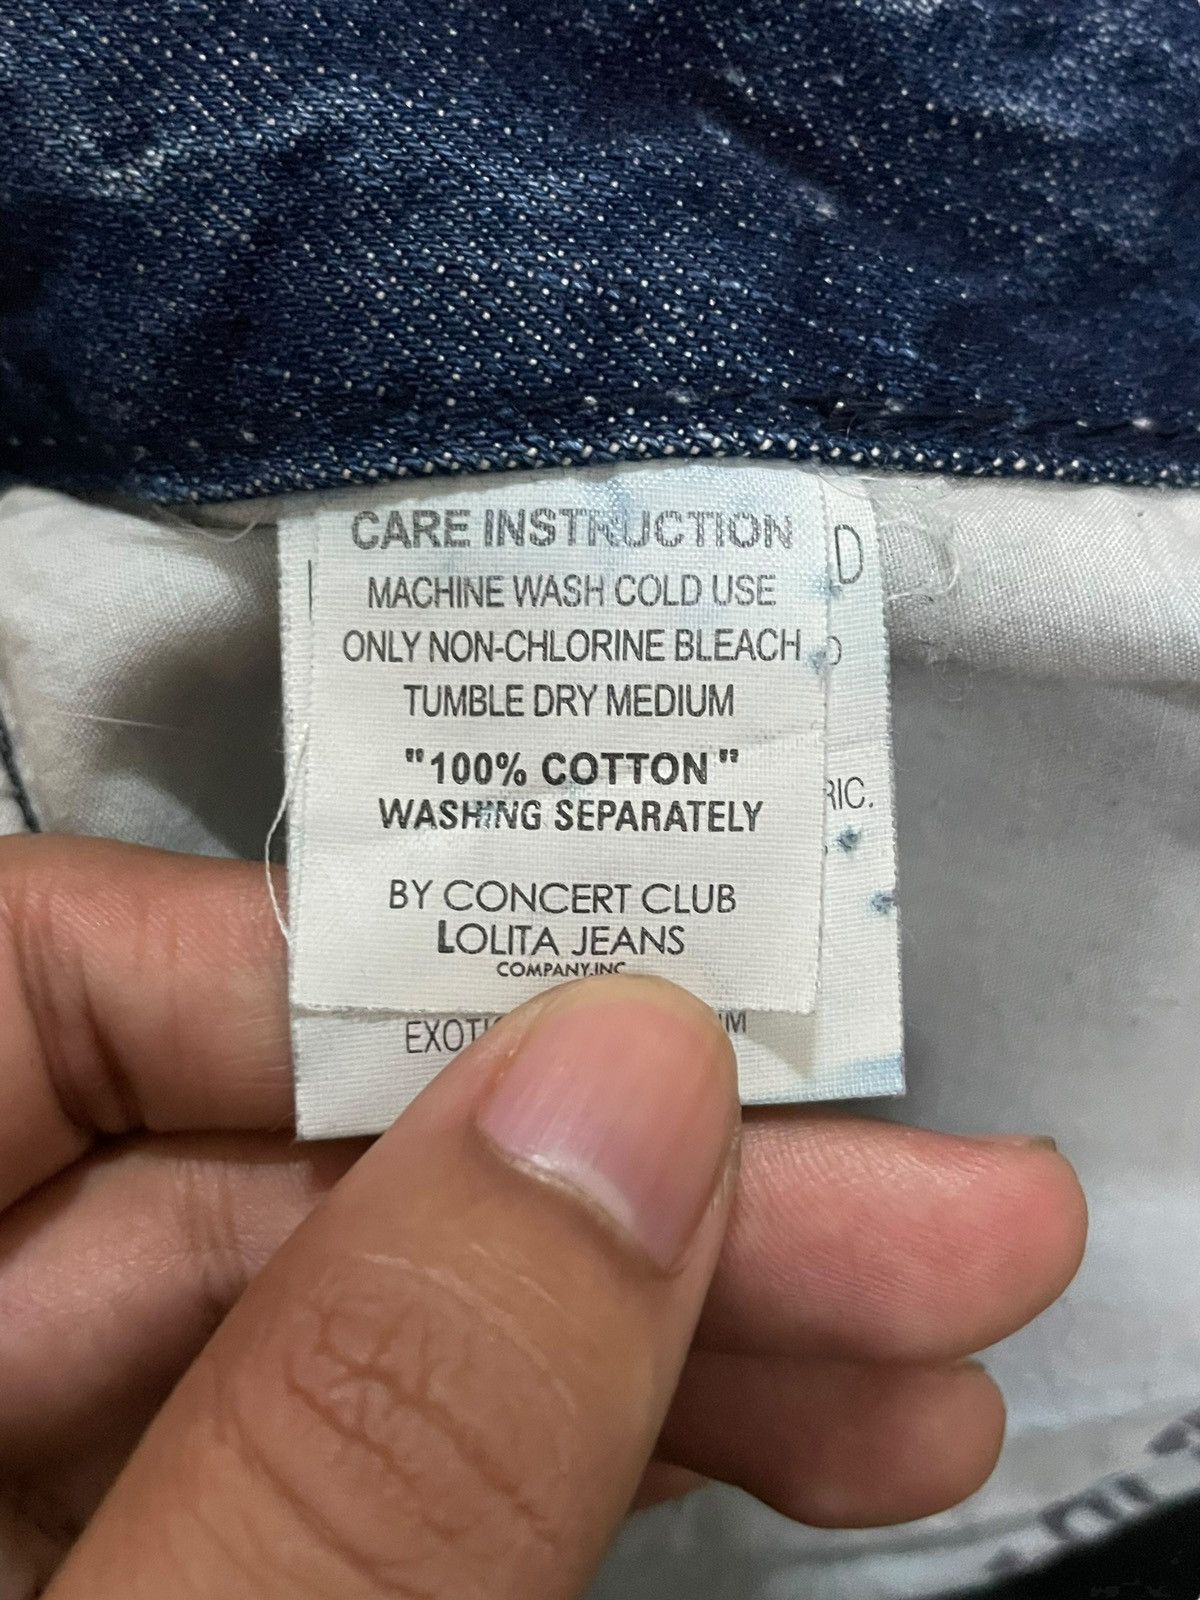 CARE INSTRUCTION
MACHINE WASH COLD USE
ONLY NON-CHLORINE BLEACH
TUMBLE DRY MEDIUM
"100% COTTON"
WASHING SEPARATELY
BY CONCERT CLUB
LOLITA JEANS
COMPANY.INC